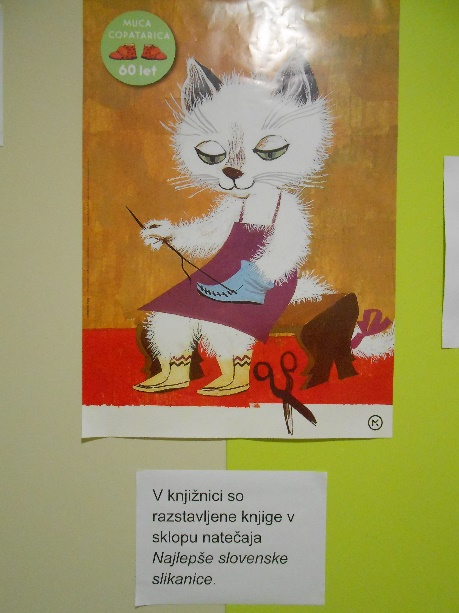 MUCA
COPATARICA
60 let
V knjižnici so
razstavljene knjige v
sklopu natečaja
Najlepše slovenske
slikanice.